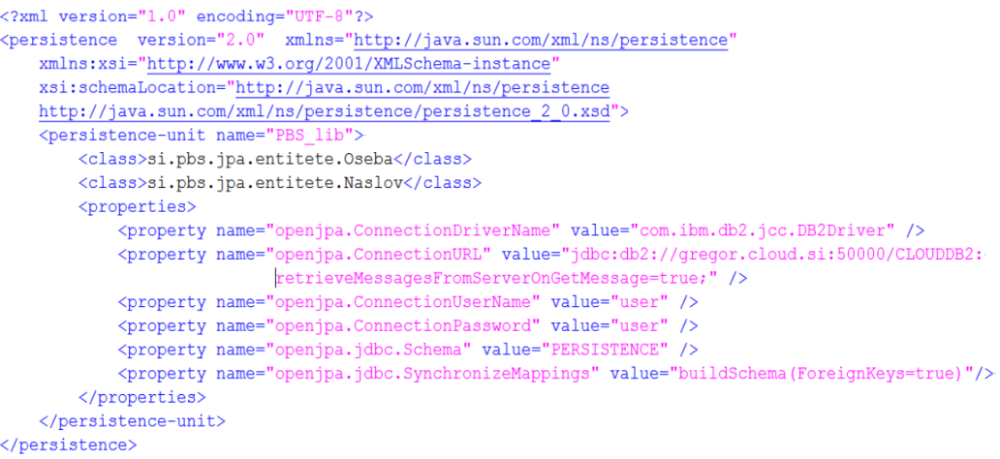 <?xml version="1.0" encoding="UTF-8"?>
<persistence  version="2.0"  xmlns="http://java.sun.com/xml/ns/persistence"
    xmlns:xsi="http://www.w3.org/2001/XMLSchema-instance"
    xsi:schemaLocation="http://java.sun.com/xml/ns/persistence
    http://java.sun.com/xml/ns/persistence/persistence_2_0.xsd">
    <persistence-unit name="PBS_lib">
        <class>si.pbs.jpa.entitete.Oseba</class>
        <class>si.pbs.jpa.entitete.Naslov</class>
        <properties>
            <property name="openjpa.ConnectionDriverName" value="com.ibm.db2.jcc.DB2Driver" />
            <property name="openjpa.ConnectionURL" value="jdbc:db2://gregor.cloud.si:50000/CLOUDDB2:
                            retrieveMessagesFromServerOnGetMessage=true;" />
            <property name="openjpa.ConnectionUserName" value="user" />
            <property name="openjpa.ConnectionPassword" value="user" />
            <property name="openjpa.jdbc.Schema" value="PERSISTENCE" />
            <property name="openjpa.jdbc.SynchronizeMappings" value="buildSchema(ForeignKeys=true)"/>
        </properties>
    </persistence-unit>
</persistence>